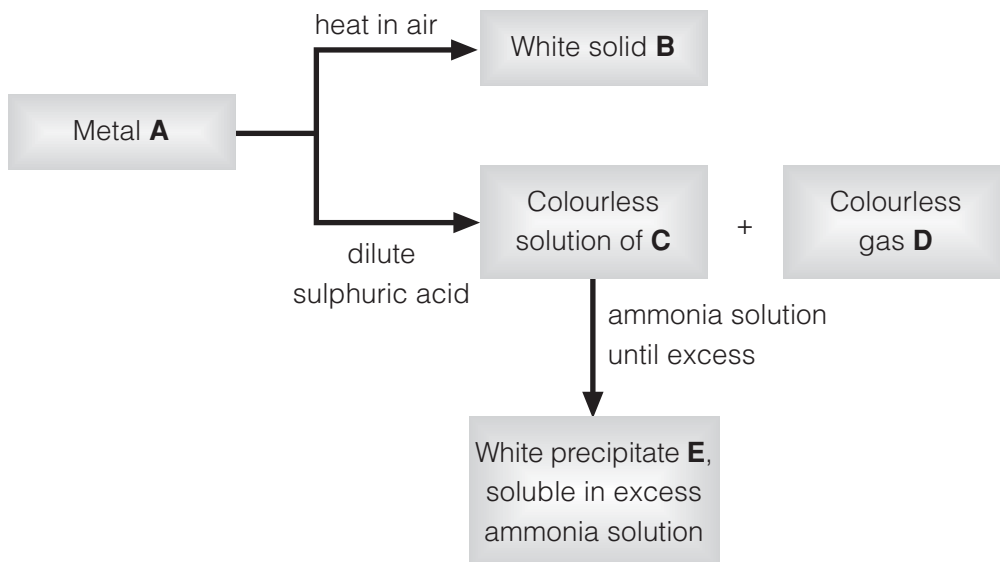 heat in air
White solid B
Metal A
dilute
sulphuric acid
Colourless
solution of C
+
Colourless
gas D
ammonia solution
until excess
White precipitate E,
soluble in excess
ammonia solution